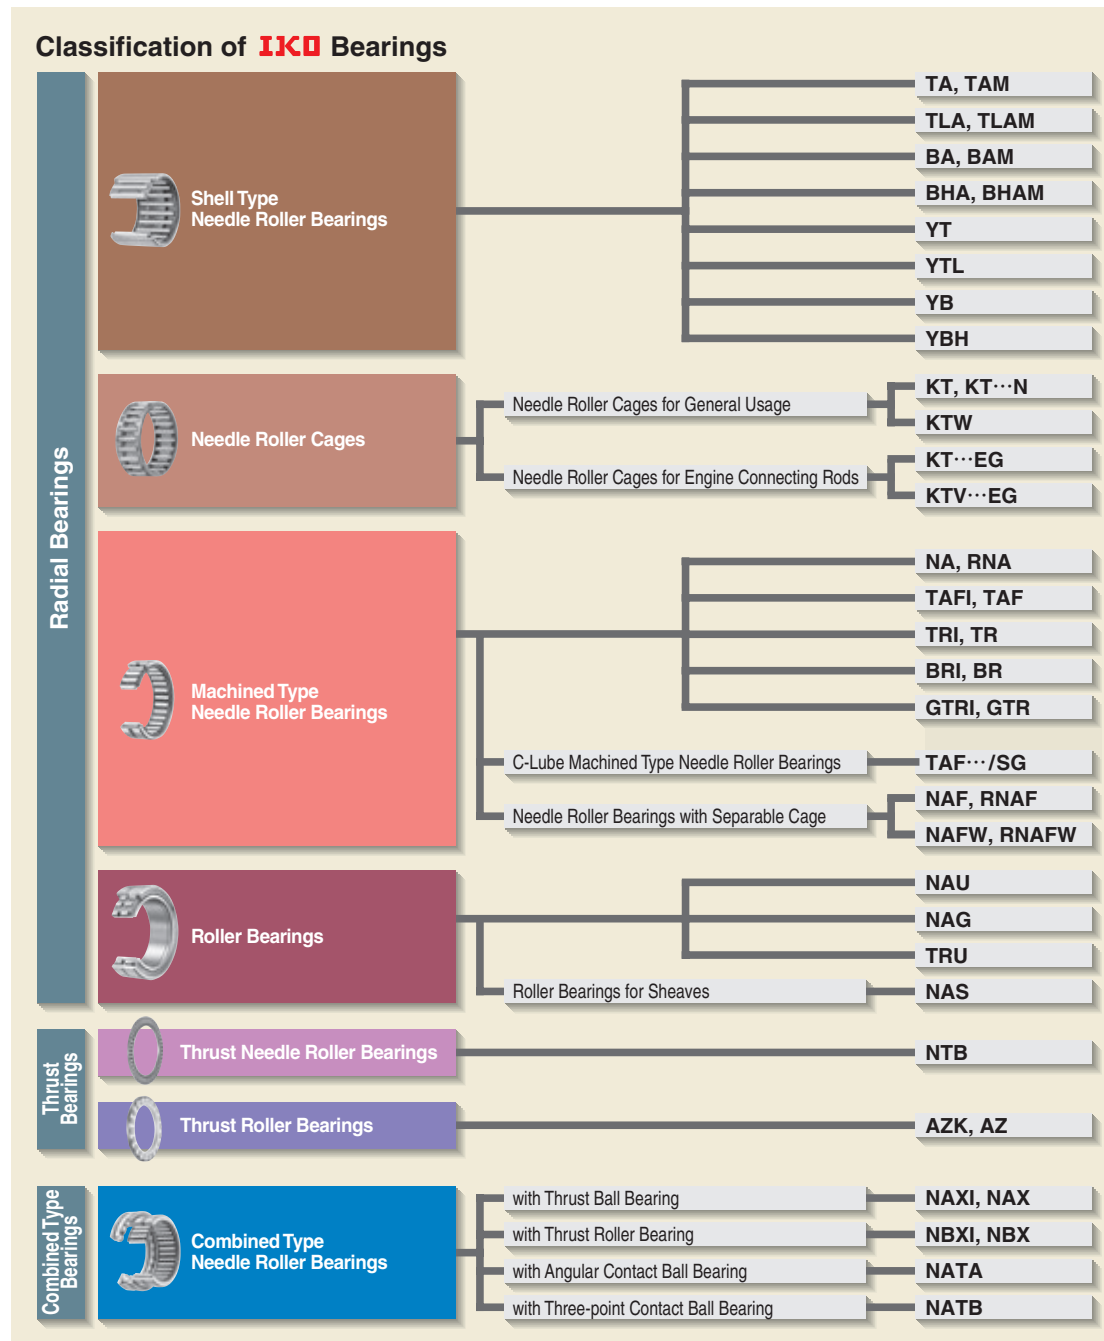 Classification of IKO Bearings
Radial Bearings
Shell Type
Needle Roller Bearings
TA, TAM
TLA, TLAM
BA, BAM
BHA, BHAM
YT
YTL
YB
YBH
Needle Roller Cages
Needle Roller Cages for General Usage
KT, KT···N
KTW
Needle Roller Cages for Engine Connecting Rods
KT···EG
KTV···EG
Machined Type
Needle Roller Bearings
NA, RNA
TAFI, TAF
TRI, TR
BRI, BR
GTRI, GTR
C-Lube Machined Type Needle Roller Bearings
TAF···/SG
Needle Roller Bearings with Separable Cage
NAF, RNAF
NAFW, RNAFW
Roller Bearings
NAU
NAG
TRU
Roller Bearings for Sheaves
NAS
Thrust
Bearings
Thrust Needle Roller Bearings
NTB
Thrust Roller Bearings
AZK, AZ
Combined Type
Bearings
Combined Type
Needle Roller Bearings
with Thrust Ball Bearing
NAXI, NAX
with Thrust Roller Bearing
NBXI, NBX
with Angular Contact Ball Bearing
NATA
with Three-point Contact Ball Bearing
NATB